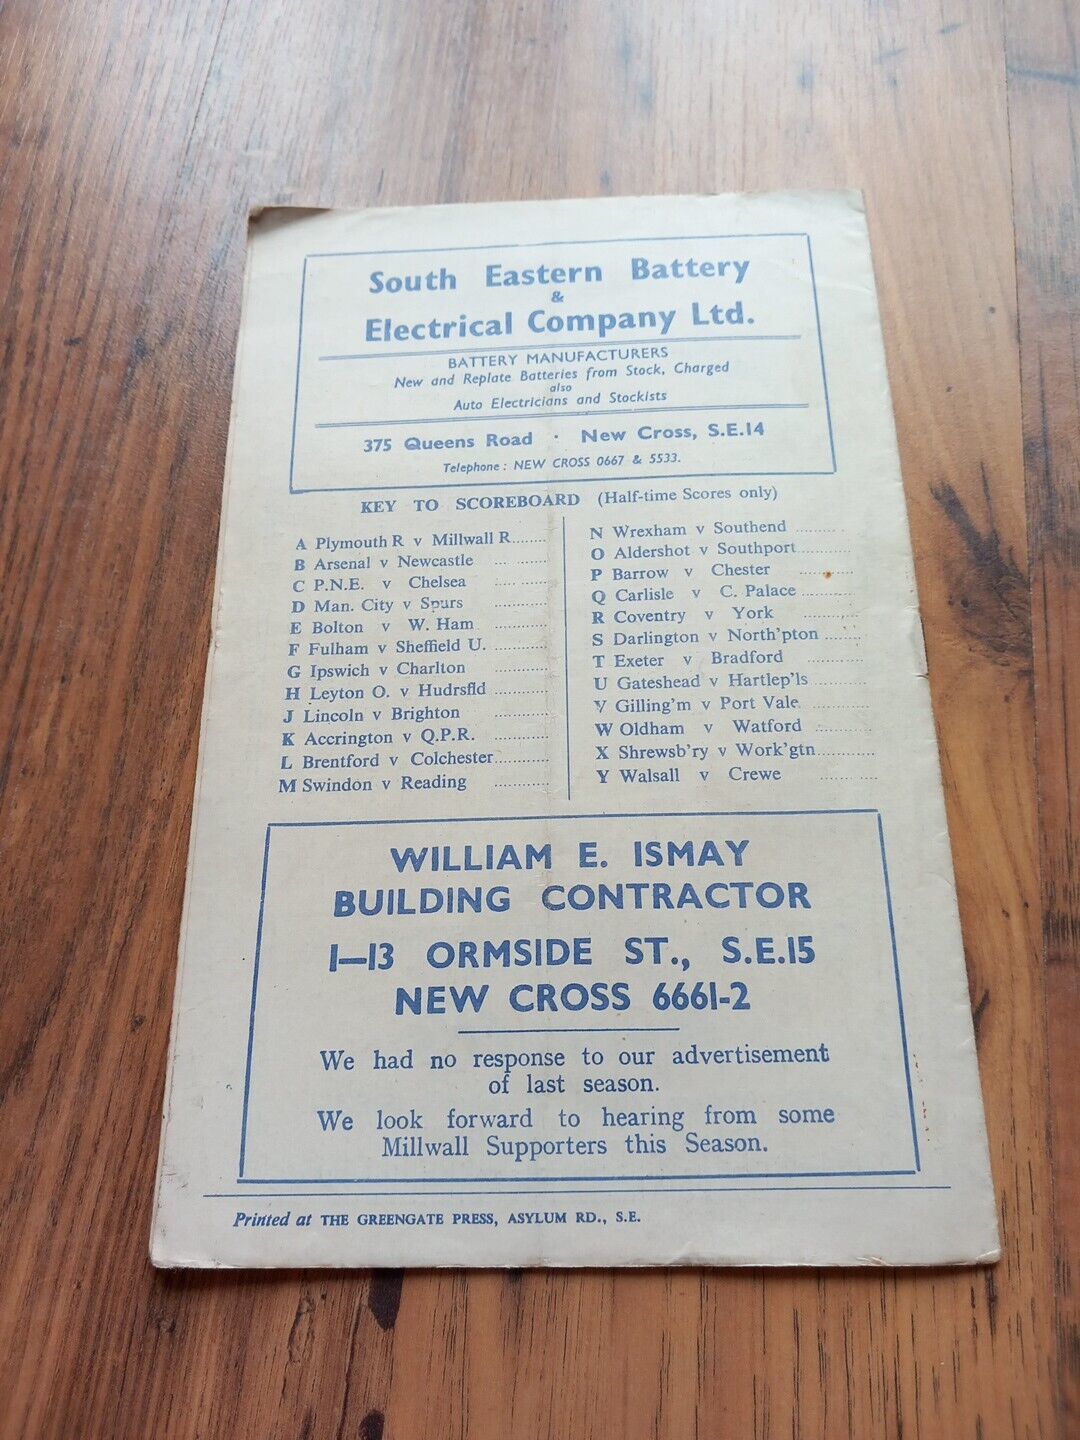 South Eastern Battery
&
Electrical Company Ltd.
BATTERY MANUFACTURERS
New and Replate Batteries from Stock, Charged
also
Auto Electricians and Stockists
375 Queens Road · New Cross, S.E.14
Telephone: NEW CROSS 0667 & 5533.
KEY TO SCOREBOARD (Half-time Scores only)
A Plymouth R v Millwall R........
B Arsenal v Newcastle ... .........
C P.N.E. v Chelsea .... .........
D Man. City v Spurs ............
E Bolton v W. Ham ............
F Fulham v Sheffield U. ............
G Ipswich v Charlton ............
H Leyton O. v Hudrsfld ............
J Lincoln v Brighton ............
K Accrington v Q.P.R. ............
L Brentford v Colchester............
M Swindon v Reading ............
N Wrexham v Southend ......... .
O Aldershot v Southport............
P Barrow v Chester ............
Q Carlisle v C. Palace ...........
R Coventry v York ............
S Darlington v North'pton ........
T Exeter v Bradford ............
U Gateshead v Hartlep'ls ............
V Gilling'm v Port Vale ............
W Oldham v Watford ............
X Shrewsb'ry v Work'gtn............
Y Walsall v Crewe ...... ....
WILLIAM E. ISMAY
BUILDING CONTRACTOR
1—13 ORMSIDE ST., S.E.15
NEW CROSS 6661-2
We had no response to our advertisement
of last season.
We look forward to hearing from some
Millwall Supporters this Season.
Printed at THE GREENGATE PRESS, ASYLUM RD., S.E.